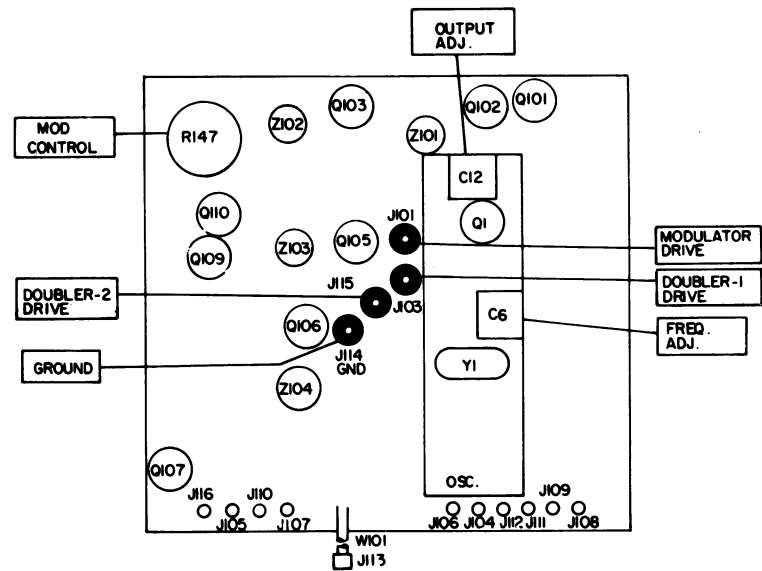 OUTPUT
ADJ.
Q103
Q102
Q101
Z102
MOD
CONTROL
R147
Z101
C12
Q110
J101
Q1
Q109
Z103
Q105
MODULATOR
DRIVE
J115
DOUBLER-2
DRIVE
J103
DOUBLER-1
DRIVE
Q106
C6
FREQ.
ADJ.
J114
GND
GROUND
Y1
Z104
Q107
OSC.
J116
J110
J109
J105
J107
J106
J104
J112
J111
J108
W101
J113